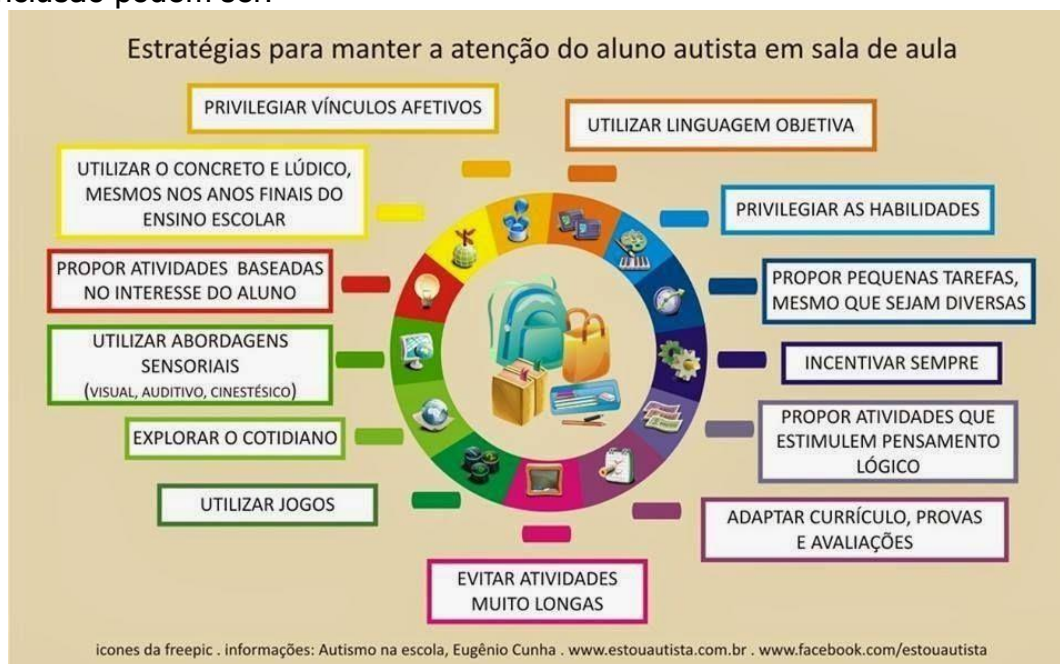 podem ser:
Estratégias para manter a atenção do aluno autista em sala de aula
PRIVILEGIAR VÍNCULOS AFETIVOS
UTILIZAR LINGUAGEM OBJETIVA
UTILIZAR O CONCRETO E LÚDICO,
MESMOS NOS ANOS FINAIS DO
ENSINO ESCOLAR
PRIVILEGIAR AS HABILIDADES
PROPOR ATIVIDADES BASEADAS
NO INTERESSE DO ALUNO
PROPOR PEQUENAS TAREFAS,
MESMO QUE SEJAM DIVERSAS
UTILIZAR ABORDAGENS
SENSORIAIS
(VISUAL, AUDITIVO, CINESTÉSICO)
INCENTIVAR SEMPRE
EXPLORAR O COTIDIANO
PROPOR ATIVIDADES QUE
ESTIMULEM PENSAMENTO
LÓGICO
UTILIZAR JOGOS
ADAPTAR CURRÍCULO, PROVAS
E AVALIAÇÕES
EVITAR ATIVIDADES
MUITO LONGAS
icones da freepic . informações: Autismo na escola, Eugênio Cunha . www.estouautista.com.br . www.facebook.com/estouautista